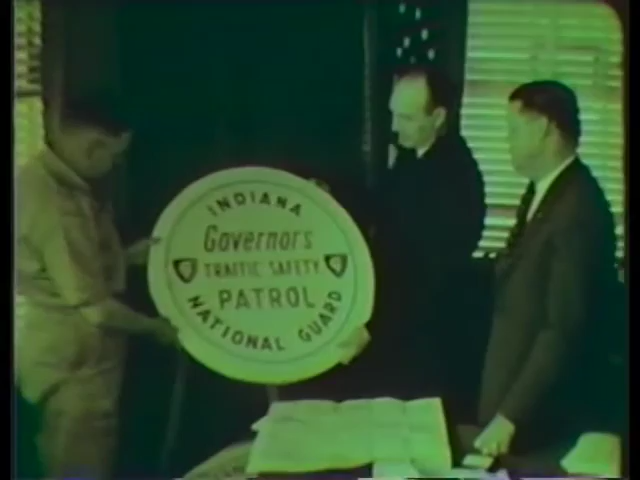 INDIANA
Governors
TRAFFIC SAFETY
PATROL
NATIONAL GUARD